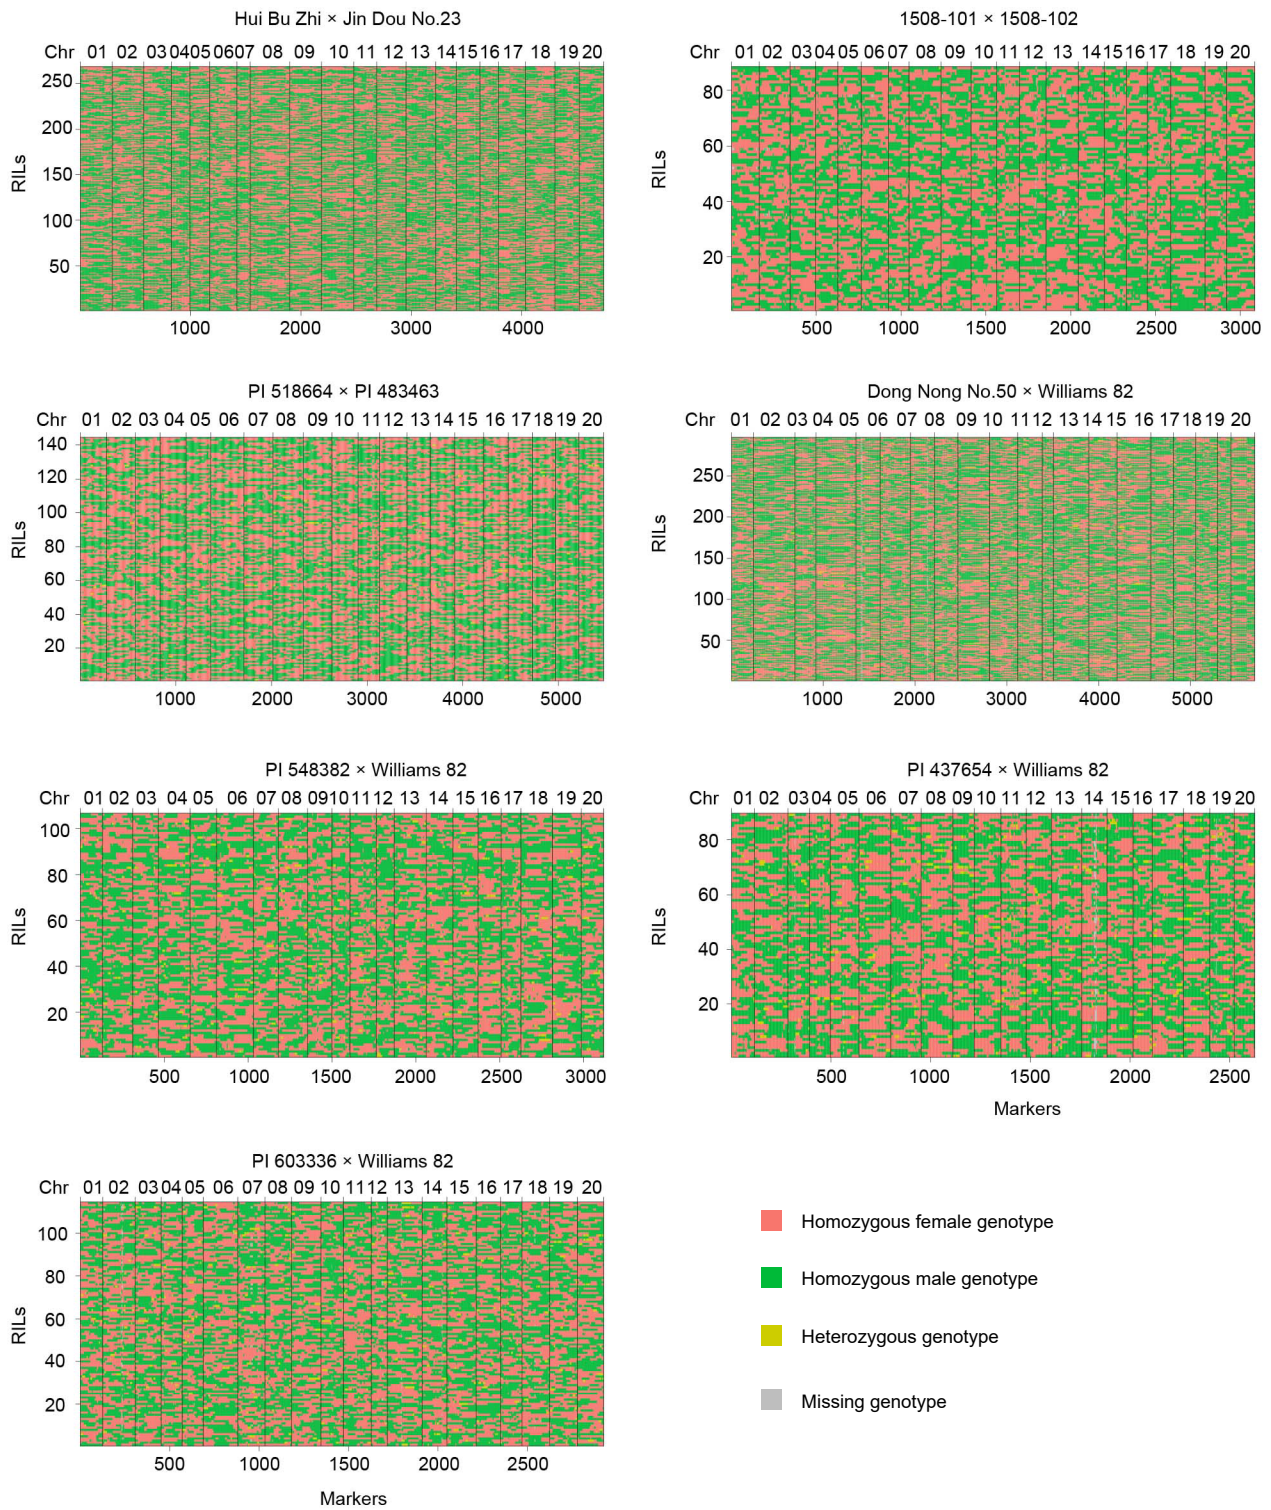 Hui Bu Zhi × Jin Dou No.23
Chr 01 02 03 04 05 06 07 08 09 10 11 12 13 14 15 16 17 18 19 20
RILs
250
200
150
100
50
1000 2000 3000 4000
1508-101 × 1508-102
Chr 01 02 03 04 05 06 07 08 09 10 11 12 13 14 15 16 17 18 19 20
RILs
80
60
40
20
500 1000 1500 2000 2500 3000
PI 518664 × PI 483463
Chr 01 02 03 04 05 06 07 08 09 10 11 12 13 14 15 16 17 18 19 20
RILs
140
120
100
80
60
40
20
1000 2000 3000 4000 5000
Dong Nong No.50 × Williams 82
Chr 01 02 03 04 05 06 07 08 09 10 11 12 13 14 15 16 17 18 19 20
RILs
250
200
150
100
50
1000 2000 3000 4000 5000
PI 548382 × Williams 82
Chr 01 02 03 04 05 06 07 08 09 10 11 12 13 14 15 16 17 18 19 20
RILs
100
80
60
40
20
500 1000 1500 2000 2500 3000
PI 437654 × Williams 82
Chr 01 02 03 04 05 06 07 08 09 10 11 12 13 14 15 16 17 18 19 20
RILs
80
60
40
20
500 1000 1500 2000 2500
Markers
PI 603336 × Williams 82
Chr 01 02 03 04 05 06 07 08 09 10 11 12 13 14 15 16 17 18 19 20
RILs
100
80
60
40
20
500 1000 1500 2000 2500
Markers
Homozygous female genotype
Homozygous male genotype
Heterozygous genotype
Missing genotype